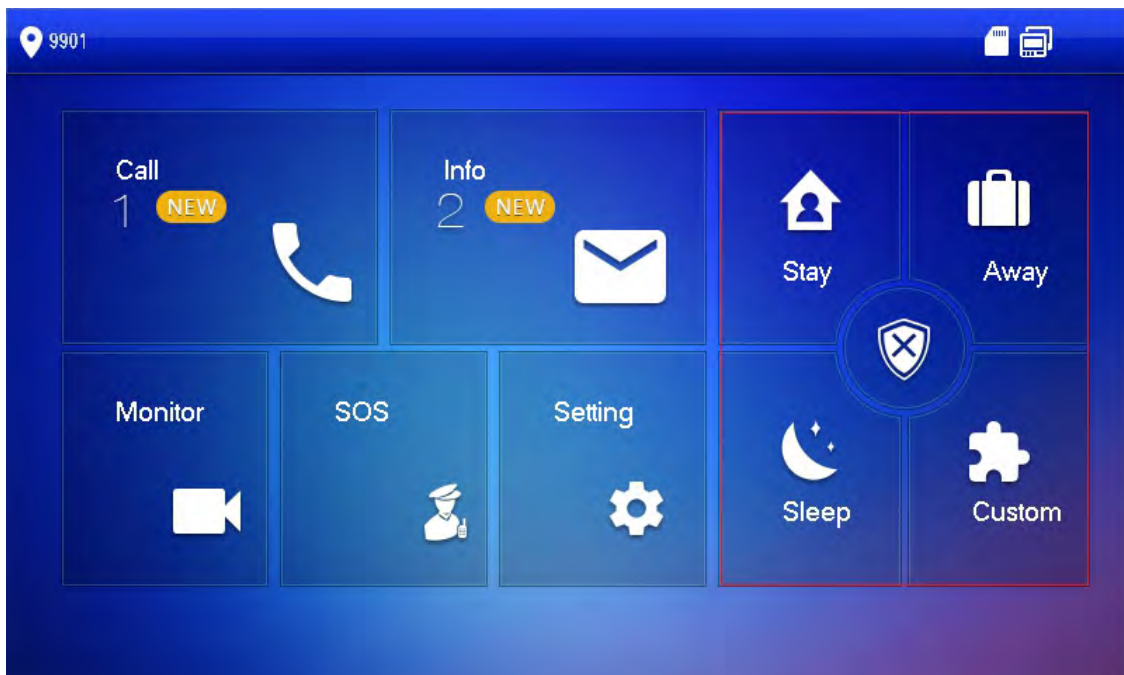 9901
Call
1 NEW
Info
2 NEW
Stay
Away
Monitor
SOS
Setting
Sleep
Custom